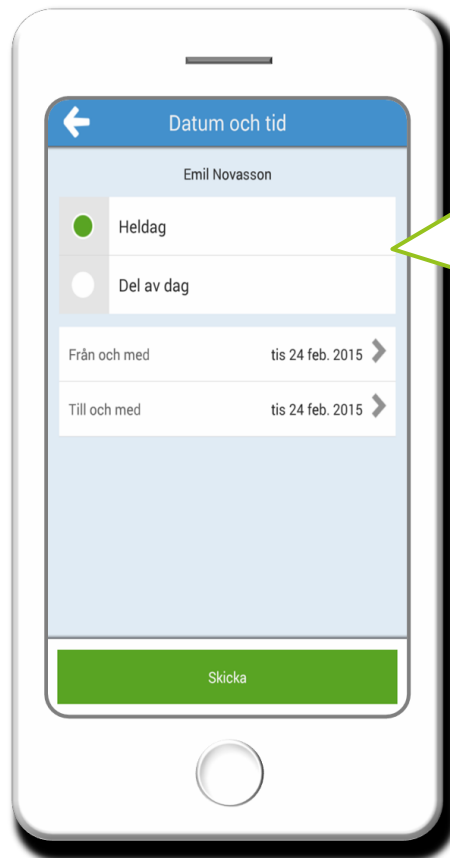 Datum och tid
Emil Novasson
Heldag
Del av dag
Från och med tis 24 feb. 2015
Till och med tis 24 feb. 2015
Skicka